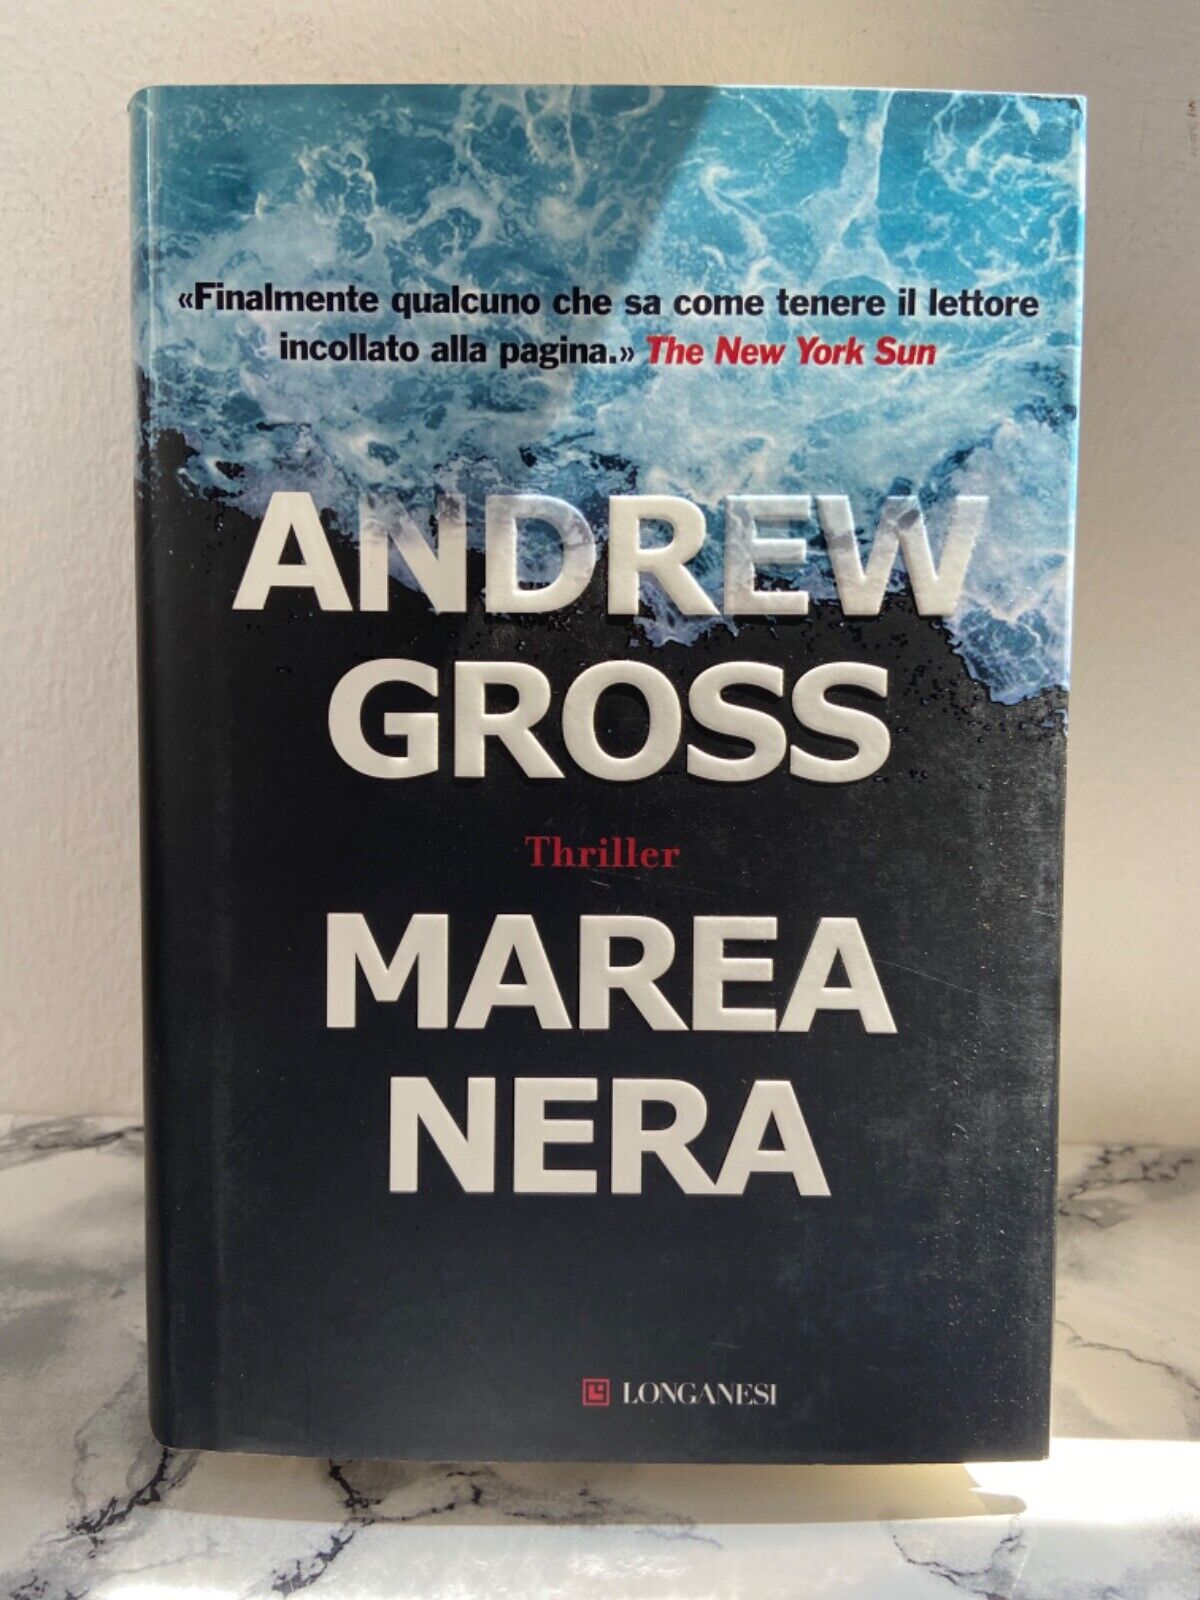 «Finalmente qualcuno che sa come tenere il lettore
incollato alla pagina.» The New York Sun
ANDREW
GROSS
Thriller
MAREA
NERA
LONGANESI